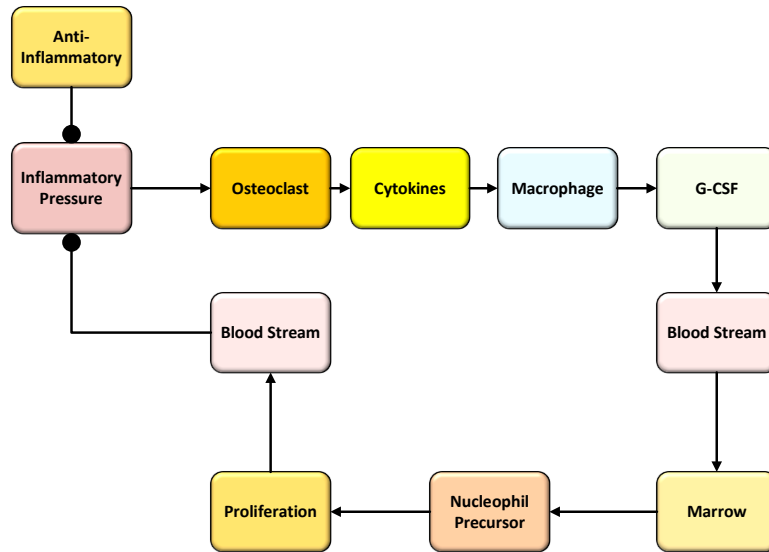 Anti-
Inflammatory
Inflammatory
Pressure
Osteoclast
Cytokines
Macrophage
G-CSF
Blood Stream
Blood Stream
Proliferation
Nucleophil
Precursor
Marrow